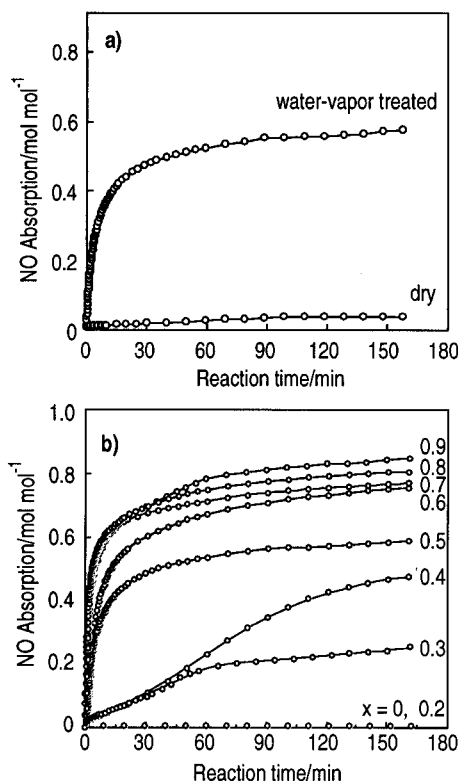 a)
NO Absorption/mol mol⁻¹
0.8
0.6
0.4
0.2
0
water-vapor treated
dry
0 30 60 90 120 150 180
Reaction time/min
b)
NO Absorption/mol mol⁻¹
1.0
0.8
0.6
0.4
0.2
0
0.9
0.8
0.7
0.6
0.5
0.4
0.3
x = 0, 0.2
0 30 60 90 120 150 180
Reaction time/min